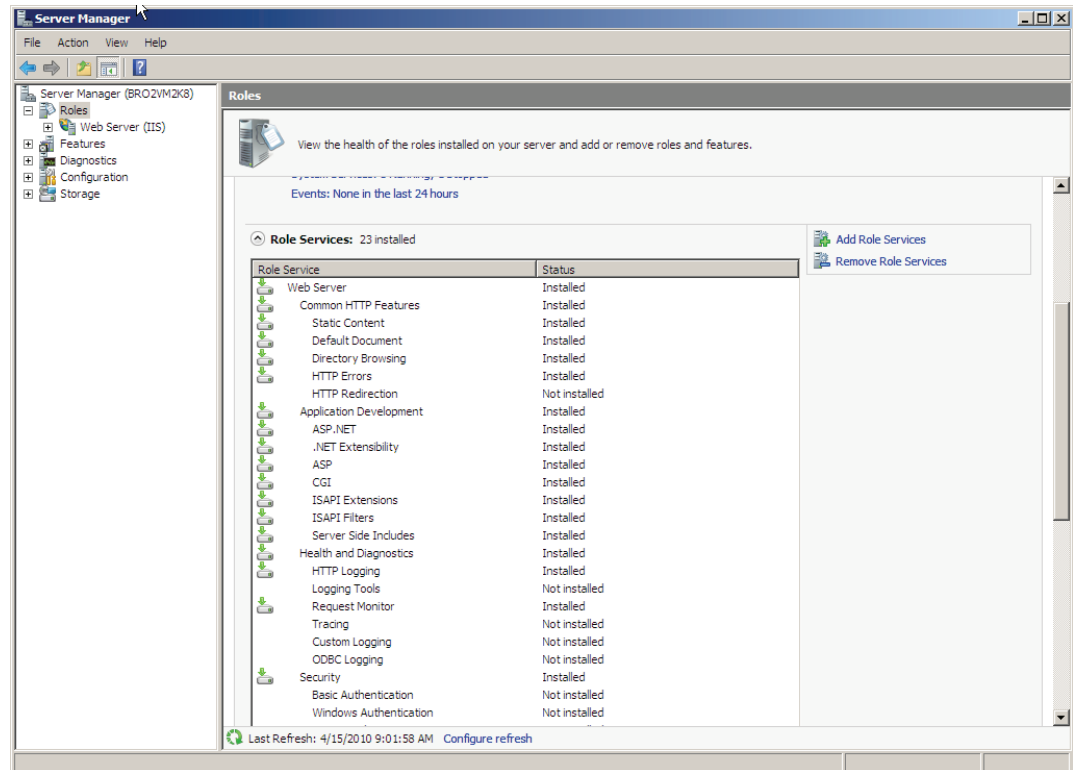 Server Manager
File Action View Help
Server Manager (BRO2VM2K8)
Roles
Web Server (IIS)
Features
Diagnostics
Configuration
Storage
Roles
View the health of the roles installed on your server and add or remove roles and features.
Events: None in the last 24 hours
Role Services: 23 installed
Add Role Services
Remove Role Services
Role Service Status
Web Server Installed
Common HTTP Features Installed
Static Content Installed
Default Document Installed
Directory Browsing Installed
HTTP Errors Installed
HTTP Redirection Not installed
Application Development Installed
ASP.NET Installed
.NET Extensibility Installed
ASP Installed
CGI Installed
ISAPI Extensions Installed
ISAPI Filters Installed
Server Side Includes Installed
Health and Diagnostics Installed
HTTP Logging Installed
Logging Tools Not installed
Request Monitor Installed
Tracing Not installed
Custom Logging Not installed
ODBC Logging Not installed
Security Installed
Basic Authentication Not installed
Windows Authentication Not installed
Last Refresh: 4/15/2010 9:01:58 AM Configure refresh